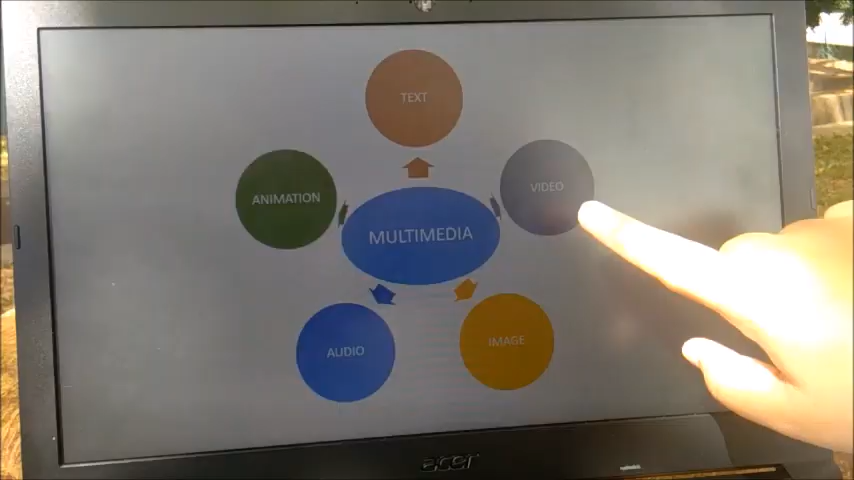 TEXT
VIDEO
ANIMATION
MULTIMEDIA
IMAGE
AUDIO
acer